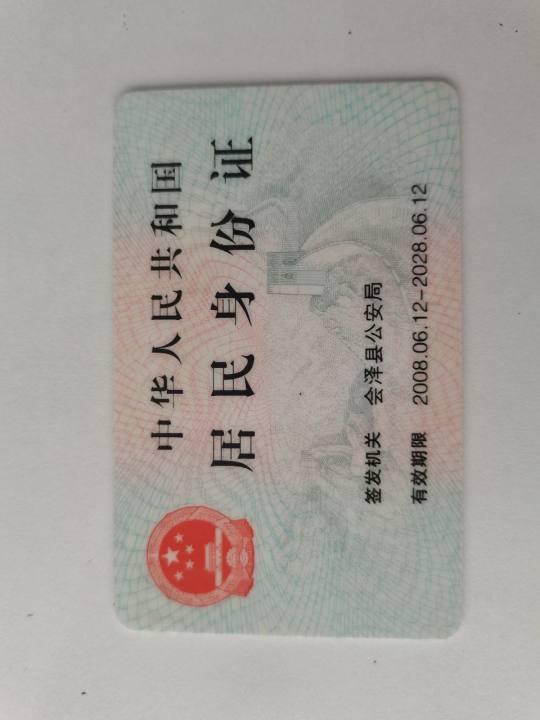 中华人民共和国
居民身份证
签发机关 会泽县公安局
有效期限 2008.06.12-2028.06.12